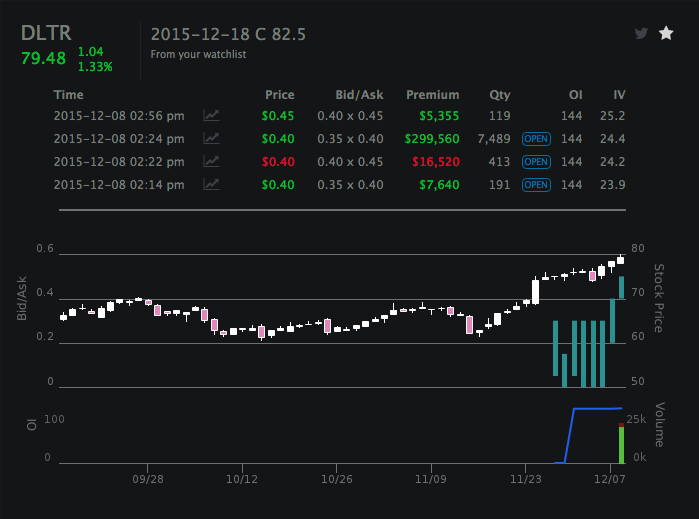 DLTR
79.48
1.04
1.33%
2015-12-18 C 82.5
From your watchlist
Time Price Bid/Ask Premium Qty OI IV
2015-12-08 02:56 pm $0.45 0.40 x 0.45 $5,355 119 144 25.2
2015-12-08 02:24 pm $0.40 0.35 x 0.40 $299,560 7,489 OPEN 144 24.4
2015-12-08 02:22 pm $0.40 0.40 x 0.45 $16,520 413 OPEN 144 24.2
2015-12-08 02:14 pm $0.40 0.35 x 0.40 $7,640 191 OPEN 144 23.9
0.6 80
0.4 70
0.2 60
0 50
Bid/Ask
Stock Price
100 25k
0 0k
OI
Volume
09/28 10/12 10/26 11/09 11/23 12/07